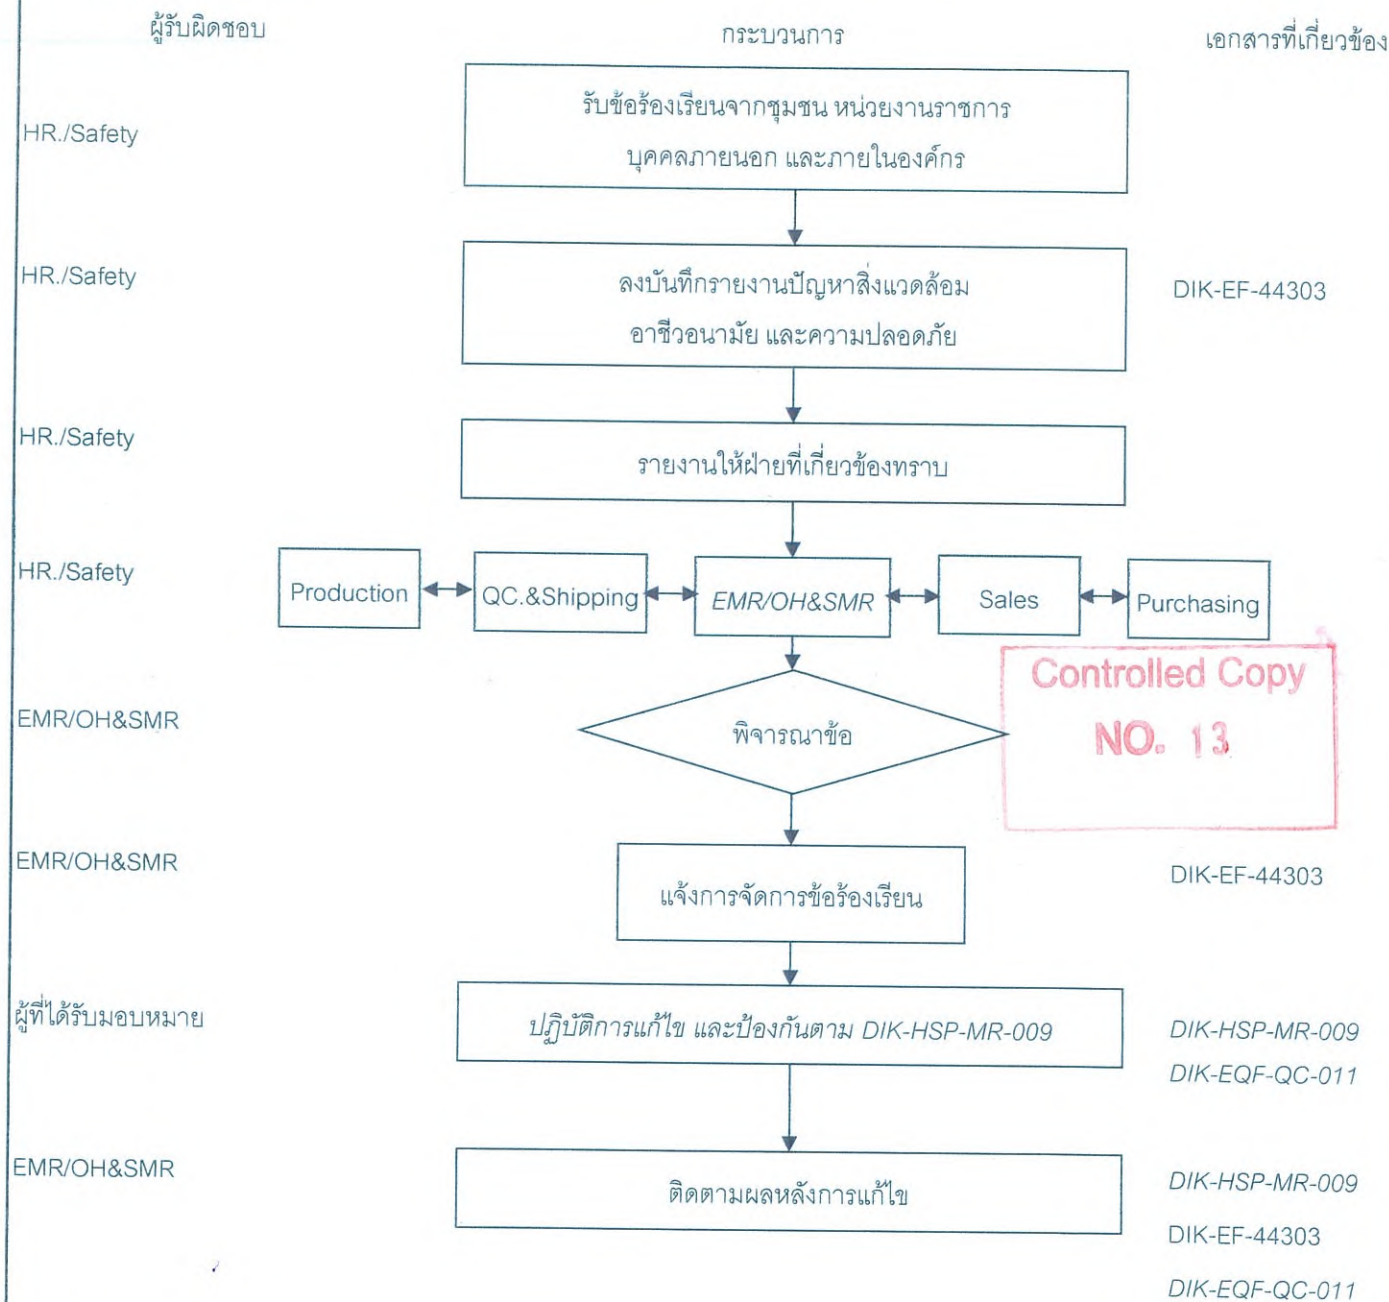 ผู้รับผิดชอบ กระบวนการ เอกสารที่เกี่ยวข้อง
HR./Safety
รับข้อร้องเรียนจากชุมชน หน่วยงานราชการ
บุคคลภายนอก และภายในองค์กร
HR./Safety
ลงบันทึกรายงานปัญหาสิ่งแวดล้อม
อาชีวอนามัย และความปลอดภัย
DIK-EF-44303
HR./Safety
รายงานให้ฝ่ายที่เกี่ยวข้องทราบ
HR./Safety
Production QC.&Shipping EMR/OH&SMR Sales Purchasing
Controlled Copy
NO. 13
EMR/OH&SMR
พิจารณาข้อ
EMR/OH&SMR
แจ้งการจัดการข้อร้องเรียน
DIK-EF-44303
ผู้ที่ได้รับมอบหมาย
ปฏิบัติการแก้ไข และป้องกันตาม DIK-HSP-MR-009
DIK-HSP-MR-009
DIK-EQF-QC-011
EMR/OH&SMR
ติดตามผลหลังการแก้ไข
DIK-HSP-MR-009
DIK-EF-44303
DIK-EQF-QC-011